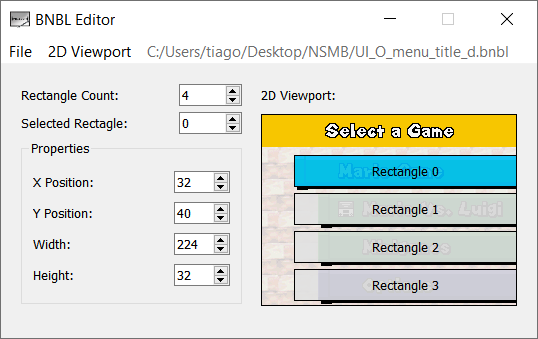 BNBL Editor
File 2D Viewport C:/Users/tiago/Desktop/NSMB/UI_O_menu_title_d.bnbl
Rectangle Count: 4
Selected Rectagle: 0
Properties
X Position: 32
Y Position: 40
Width: 224
Height: 32
2D Viewport:
Select a Game
Rectangle 0
Rectangle 1
Luigi
Rectangle 2
Rectangle 3